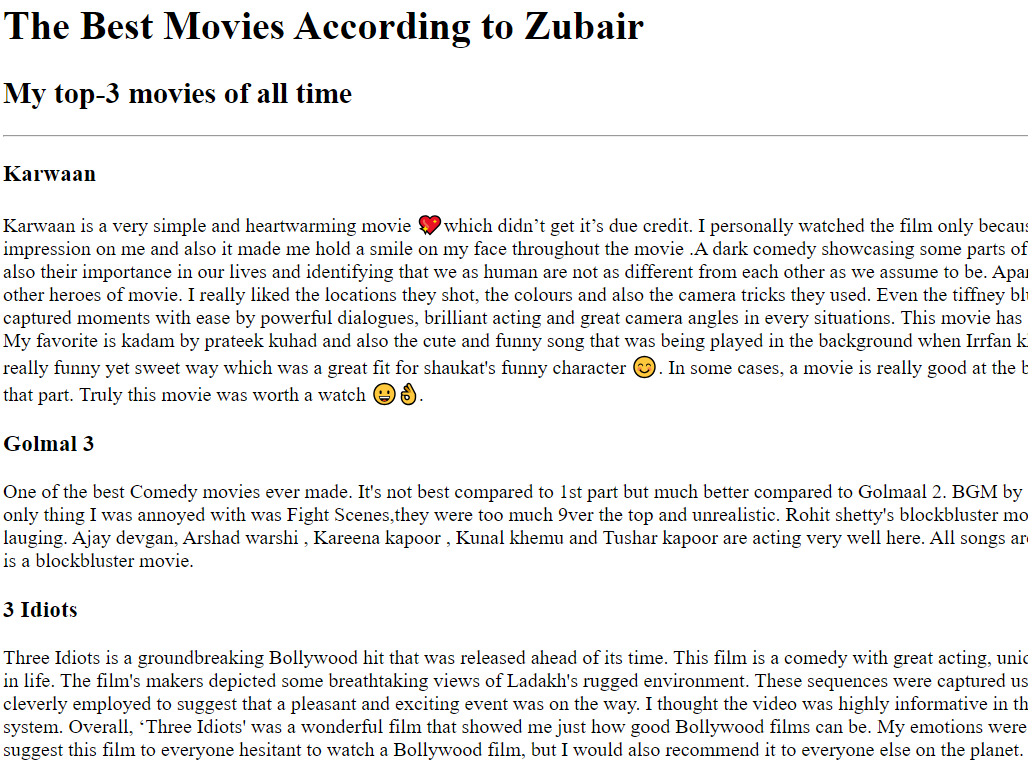 The Best Movies According to Zubair
My top-3 movies of all time
Karwaan
Karwaan is a very simple and heartwarming movie 💖which didn’t get it’s due credit. I personally watched the film only
impression on me and also it made me hold a smile on my face throughout the movie .A dark comedy showcasing some parts of
also their importance in our lives and identifying that we as human are not as different from each other as we assume to be.
other heroes of movie. I really liked the locations they shot, the colours and also the camera tricks they used. Even the tiffney
captured moments with ease by powerful dialogues, brilliant acting and great camera angles in every situations. This movie has
My favorite is kadam by prateek kuhad and also the cute and funny song that was being played in the background when Irrfan
really funny yet sweet way which was a great fit for shaukat's funny character 😊. In some cases, a movie is really good at the
that part. Truly this movie was worth a watch 😀👌.
Golmal 3
One of the best Comedy movies ever made. It's not best compared to 1st part but much better compared to Golmaal 2. BGM by
only thing I was annoyed with was Fight Scenes,they were too much 9ver the top and unrealistic. Rohit shetty's blockbluster
lauging. Ajay devgan, Arshad warshi , Kareena kapoor , Kunal khemu and Tushar kapoor are acting very well here. All songs
is a blockbluster movie.
3 Idiots
Three Idiots is a groundbreaking Bollywood hit that was released ahead of its time. This film is a comedy with great acting,
in life. The film's makers depicted some breathtaking views of Ladakh's rugged environment. These sequences were captured
cleverly employed to suggest that a pleasant and exciting event was on the way. I thought the video was highly informative in
system. Overall, ‘Three Idiots' was a wonderful film that showed me just how good Bollywood films can be. My emotions were
suggest this film to everyone hesitant to watch a Bollywood film, but I would also recommend it to everyone else on the planet.